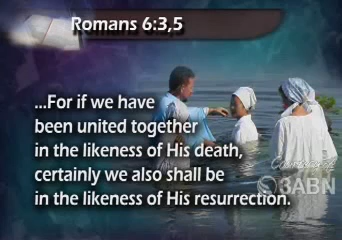 Romans 6:3,5
...For if we have
been united together
in the likeness of His death,
certainly we also shall be
in the likeness of His resurrection.
3ABN